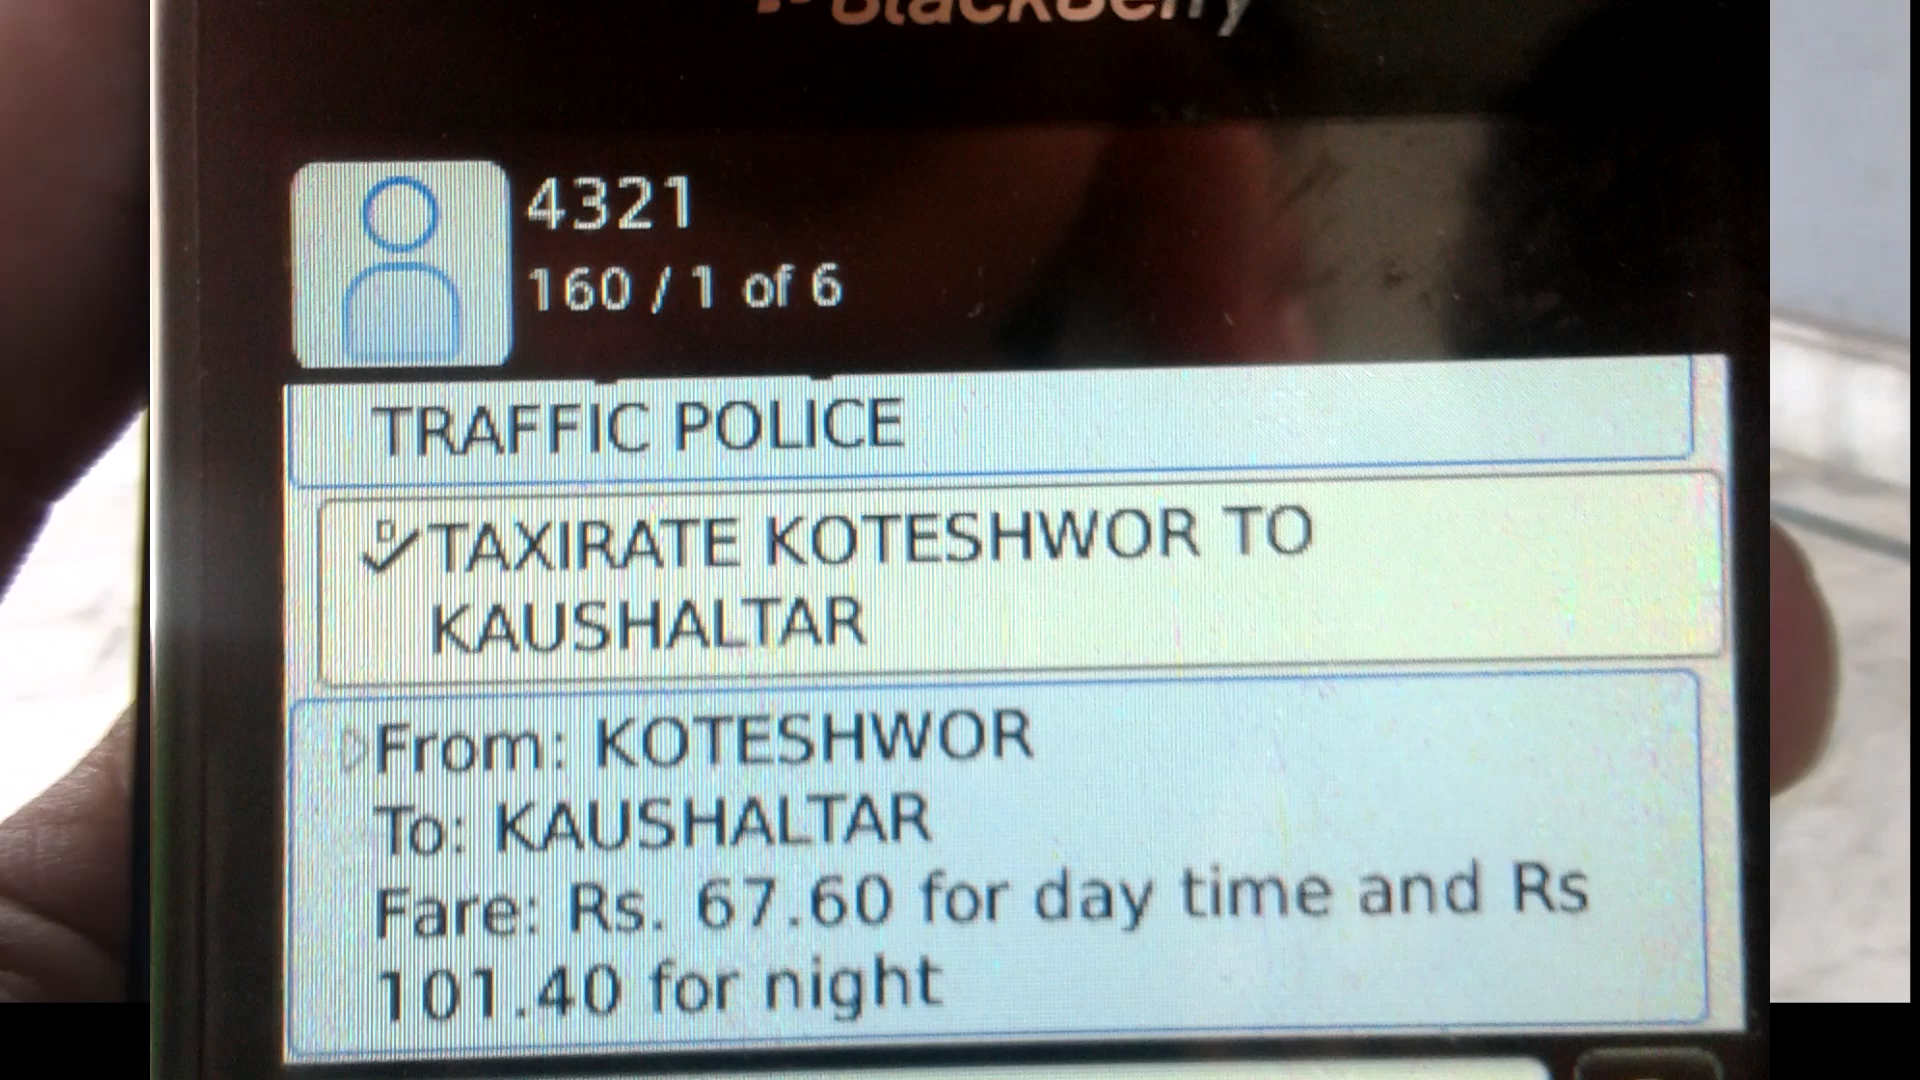 BlackBerry
4321
160 / 1 of 6
TRAFFIC POLICE
TAXIRATE KOTESHWOR TO
KAUSHALTAR
From: KOTESHWOR
To: KAUSHALTAR
Fare: Rs. 67.60 for day time and Rs
101.40 for night